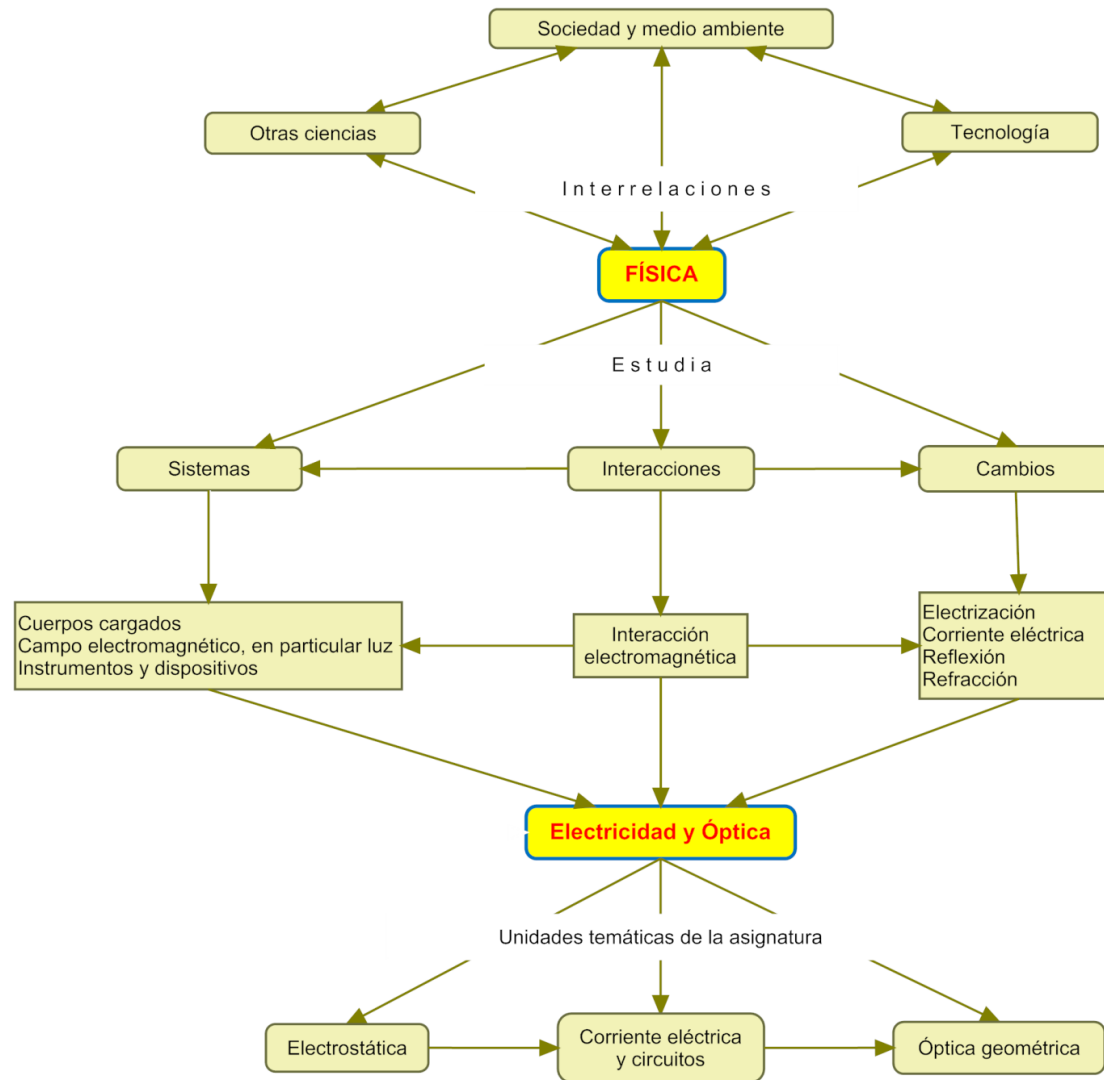 Sociedad y medio ambiente
Otras ciencias
Tecnología
Interrelaciones
FÍSICA
Estudia
Sistemas
Interacciones
Cambios
Cuerpos cargados
Campo electromagnético, en particular luz
Instrumentos y dispositivos
Interacción
electromagnética
Electrización
Corriente eléctrica
Reflexión
Refracción
Electricidad y Óptica
Unidades temáticas de la asignatura
Electrostática
Corriente eléctrica
y circuitos
Óptica geométrica